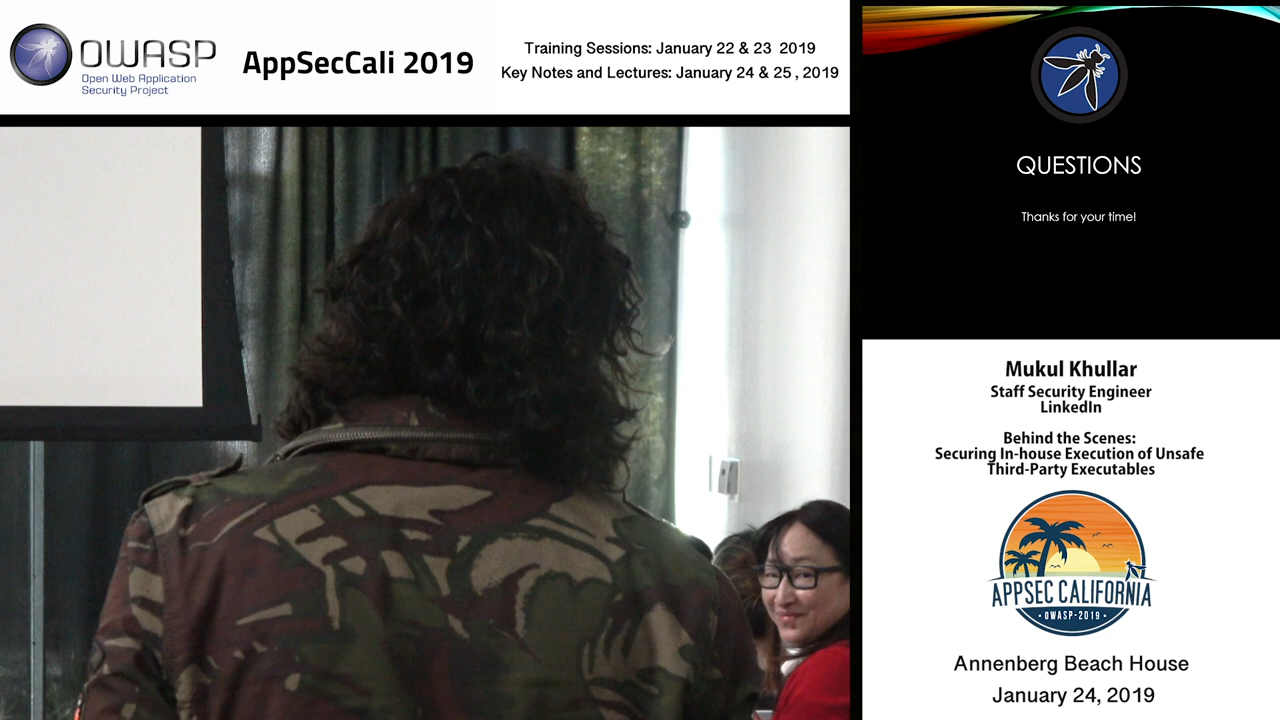 OWASP
Open Web Application
Security Project
AppSecCali 2019
Training Sessions: January 22 & 23 2019
Key Notes and Lectures: January 24 & 25 , 2019
QUESTIONS
Thanks for your time!
Mukul Khullar
Staff Security Engineer
LinkedIn
Behind the Scenes:
Securing In-house Execution of Unsafe
Third-Party Executables
APPSEC CALIFORNIA
• OWASP-2019 •
Annenberg Beach House
January 24, 2019